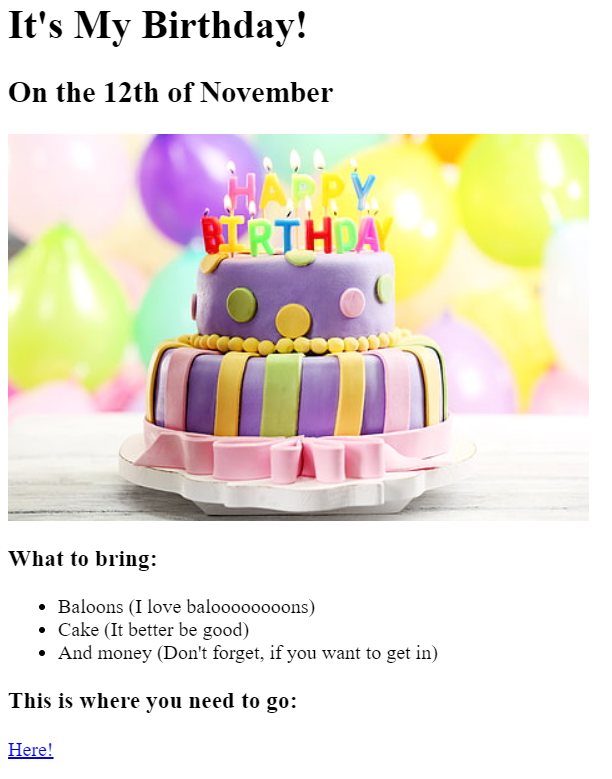 It's My Birthday!
On the 12th of November
HAPPY
BIRTHDAY
What to bring:
Baloons (I love baloooooooons)
Cake (It better be good)
And money (Don't forget, if you want to get in)
This is where you need to go:
Here!